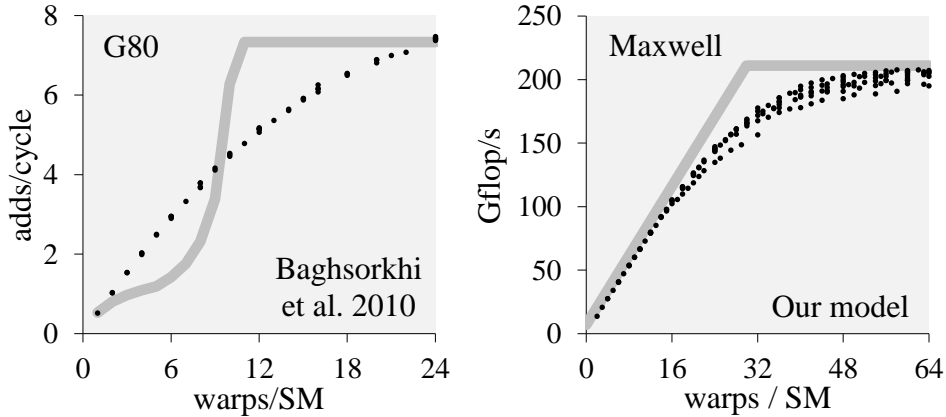 8
6
4
2
0
adds/cycle
G80
Baghsorkhi
et al. 2010
0
6
12
18
24
warps/SM
250
200
150
100
50
0
Gflop/s
Maxwell
Our model
0
16
32
48
64
warps / SM